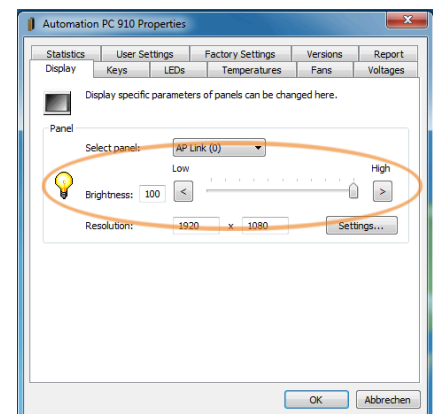 Automation PC 910 Properties
Statistics User Settings Factory Settings Versions Report
Display Keys LEDs Temperatures Fans Voltages
Display specific parameters of panels can be changed here.
Panel
Select panel: AP Link (0)
Low High
Brightness: 100 < >
Resolution: 1920 x 1080 Settings...
OK Abbrechen